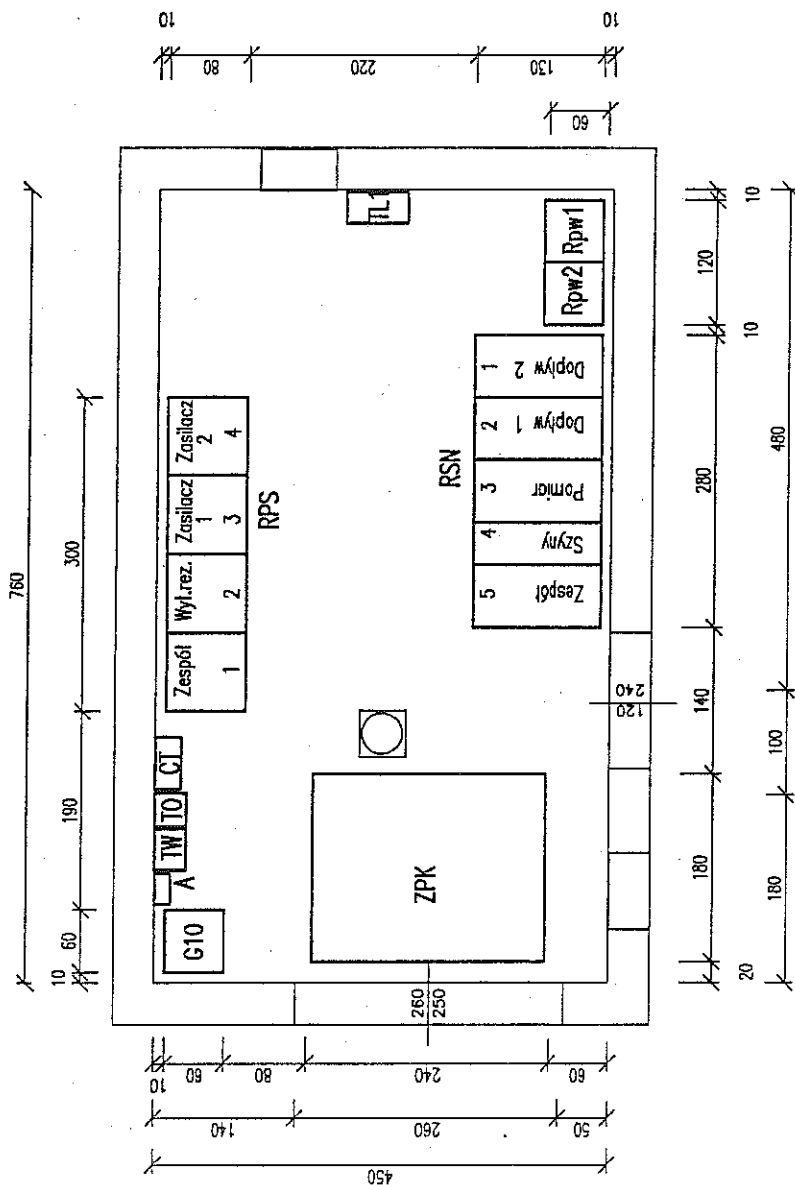 760
300
190
60
10
10
80
220
130
10
60
Zespół
1
Wył.rez.
2
Zasilacz
1
3
Zasilacz
2
4
RPS
TL1
CT
TO
TW
A
G10
ZPK
RSN
5
Zespół
4
Szyny
3
Pomiar
2
Dopływ 1
1
Dopływ 2
Rpw2
Rpw1
260
250
240
120
10
60
80
240
60
140
260
50
450
180
140
280
10
120
20
180
100
480
10